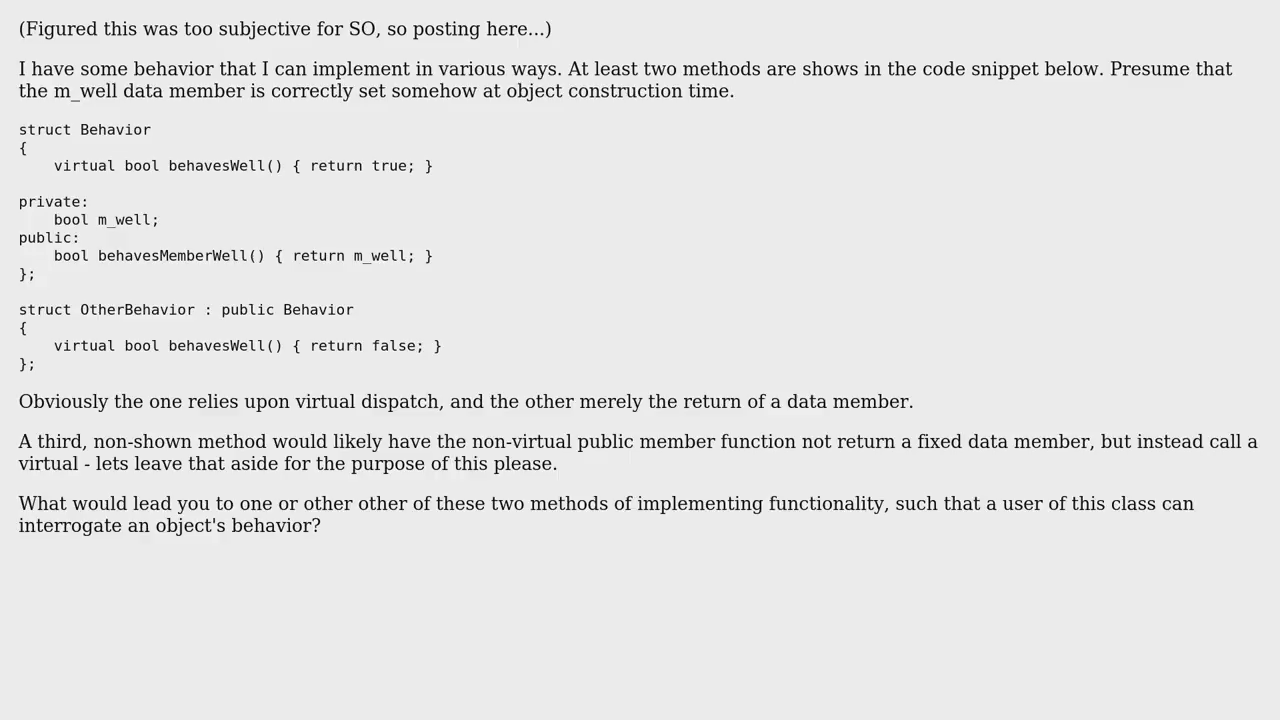 (Figured this was too subjective for SO, so posting here...)
I have some behavior that I can implement in various ways. At least two methods are shows in the code snippet below. Presume that
the m_well data member is correctly set somehow at object construction time.
struct Behavior
{
    virtual bool behavesWell() { return true; }
private:
    bool m_well;
public:
    bool behavesMemberWell() { return m_well; }
};
struct OtherBehavior : public Behavior
{
    virtual bool behavesWell() { return false; }
};
Obviously the one relies upon virtual dispatch, and the other merely the return of a data member.
A third, non-shown method would likely have the non-virtual public member function not return a fixed data member, but instead call a
virtual - lets leave that aside for the purpose of this please.
What would lead you to one or other other of these two methods of implementing functionality, such that a user of this class can
interrogate an object's behavior?